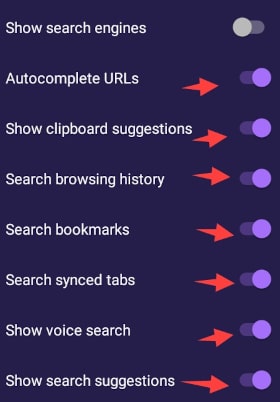 Show search engines
Autocomplete URLs
Show clipboard suggestions
Search browsing history
Search bookmarks
Search synced tabs
Show voice search
Show search suggestions